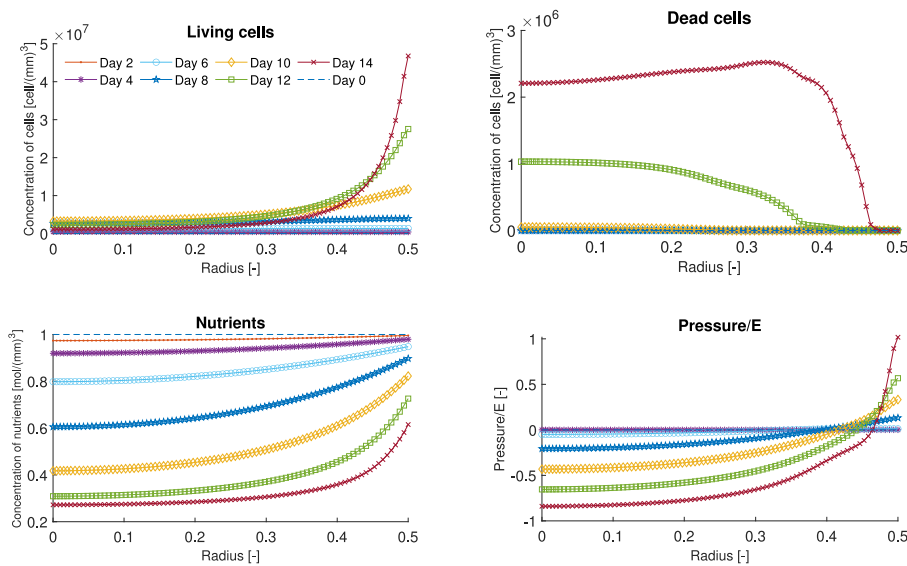 Living cells
×10^7
Concentration of cells [cell/(mm)^3]
5
4
3
2
1
0
Day 2
Day 6
Day 10
Day 14
Day 4
Day 8
Day 12
Day 0
0 0.1 0.2 0.3 0.4 0.5
Radius [-]
Dead cells
×10^6
Concentration of cells [cell/(mm)^3]
3
2
1
0
0 0.1 0.2 0.3 0.4 0.5
Radius [-]
Nutrients
Concentration of nutrients [mol/(mm)^3]
1
0.8
0.6
0.4
0.2
0 0.1 0.2 0.3 0.4 0.5
Radius [-]
Pressure/E
Pressure/E [-]
1
0.5
0
-0.5
-1
0 0.1 0.2 0.3 0.4 0.5
Radius [-]